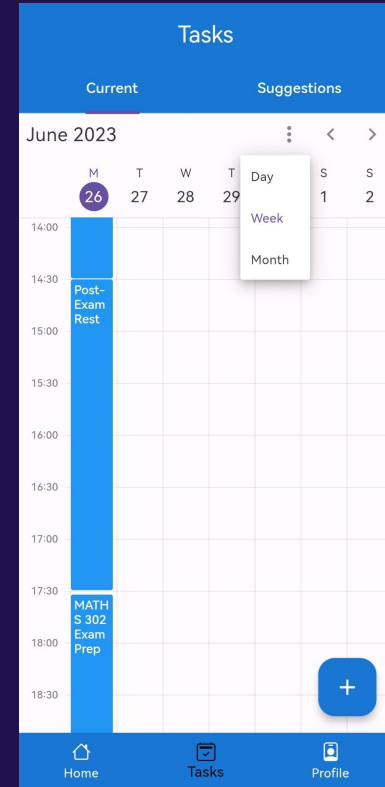 Tasks
Current Suggestions
June 2023
M T W T S S
26 27 28 29 1 2
Day
Week
Month
14:00
14:30
Post-
Exam
Rest
15:00
15:30
16:00
16:30
17:00
17:30
MATH
S 302
Exam
Prep
18:00
18:30
+
Home Tasks Profile